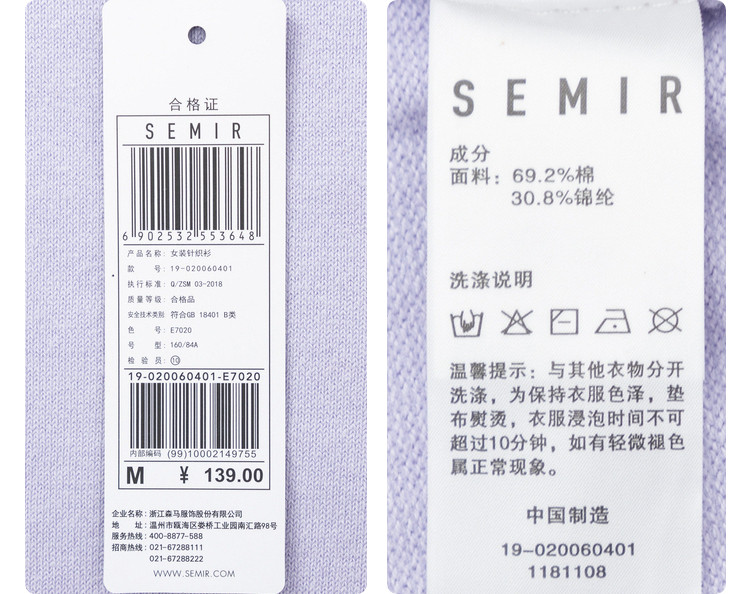 合格证
SEMIR
6 902532 553648
产品名称: 女装针织衫
款 号: 19-020060401
执行标准: Q/ZSM 03-2018
质量等级: 合格品
安全技术类别: 符合GB 18401 B类
色 号: E7020
号 型: 160/84A
检 验 员: ⑩
19-020060401-E7020
内部编码 (99)10002149755
M ¥ 139.00
企业名称: 浙江森马服饰股份有限公司
地 址: 温州市瓯海区娄桥工业园南汇路98号
服务热线: 400-8877-588
招商热线: 021-67288111
021-67288222
WWW.SEMIR.COM
SEMIR
成分
面料: 69.2%棉
30.8%锦纶
洗涤说明
温馨提示: 与其他衣物分开
洗涤，为保持衣服色泽，垫
布熨烫，衣服浸泡时间不可
超过10分钟，如有轻微褪色
属正常现象。
中国制造
19-020060401
1181108